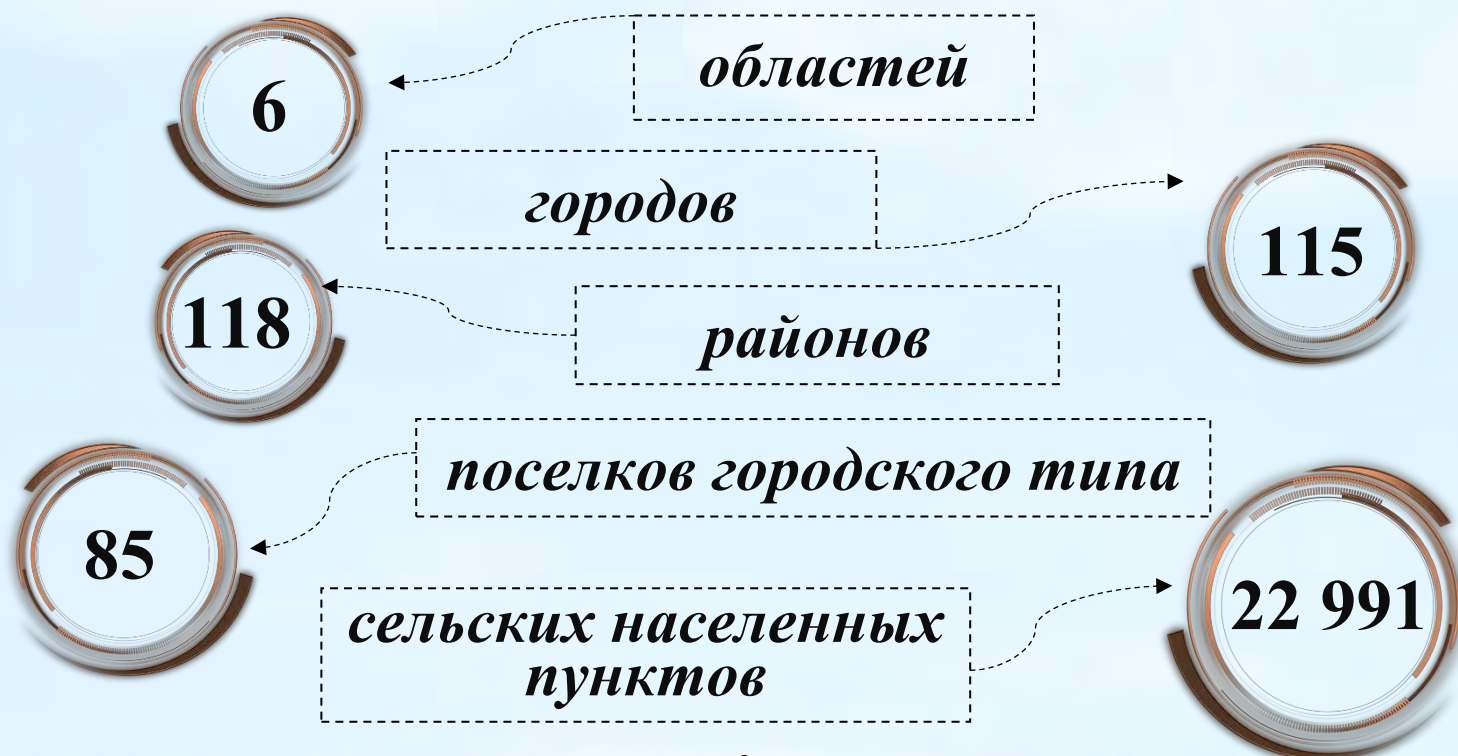 6
областей
городов
115
118
районов
поселков городского типа
85
сельских населенных
пунктов
22 991